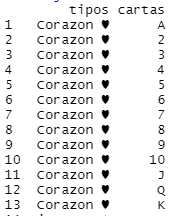 tipos cartas
1 Corazon ♥ A
2 Corazon ♥ 2
3 Corazon ♥ 3
4 Corazon ♥ 4
5 Corazon ♥ 5
6 Corazon ♥ 6
7 Corazon ♥ 7
8 Corazon ♥ 8
9 Corazon ♥ 9
10 Corazon ♥ 10
11 Corazon ♥ J
12 Corazon ♥ Q
13 Corazon ♥ K